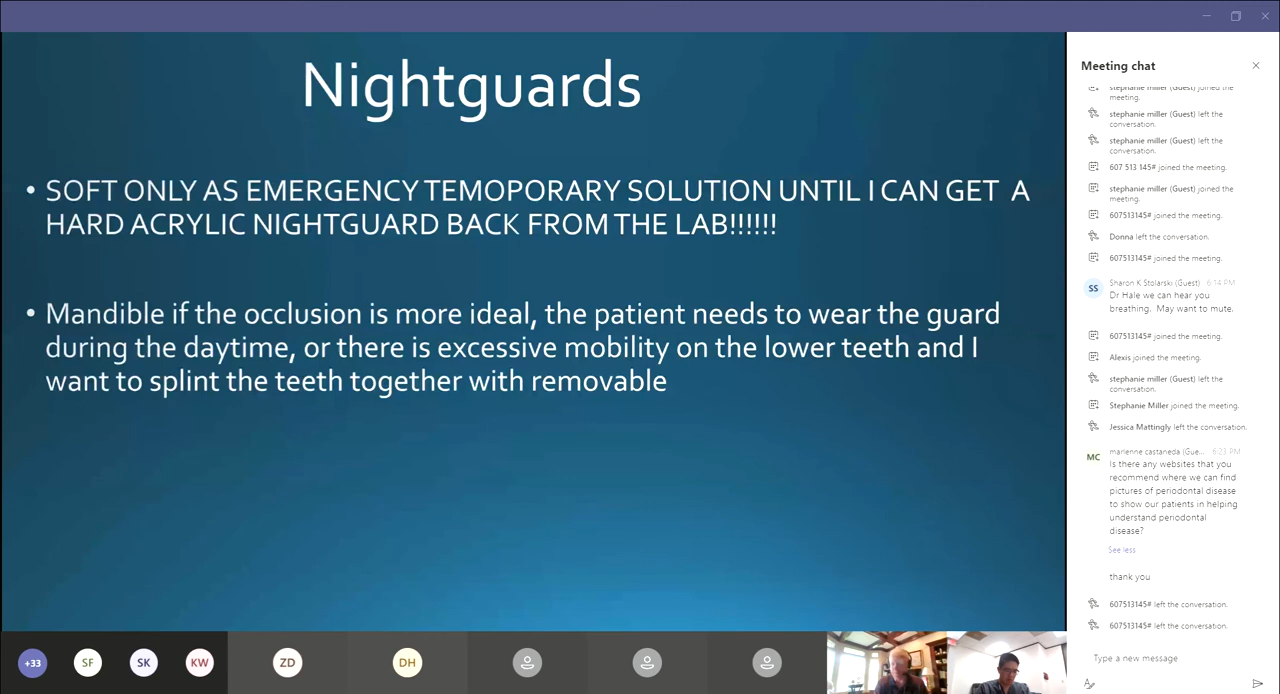 Nightguards
• SOFT ONLY AS EMERGENCY TEMOPORARY SOLUTION UNTIL I CAN GET A
HARD ACRYLIC NIGHTGUARD BACK FROM THE LAB!!!!!!
• Mandible if the occlusion is more ideal, the patient needs to wear the guard
during the daytime, or there is excessive mobility on the lower teeth and I
want to splint the teeth together with removable
Meeting chat
stephanie miller (Guest) joined the
meeting.
stephanie miller (Guest) left the
conversation.
stephanie miller (Guest) left the
conversation.
607 513 145# joined the meeting.
stephanie miller (Guest) joined the
meeting.
607513145# joined the meeting.
Donna left the conversation.
607513145# joined the meeting.
SS
Sharon K Stolarski (Guest) 6:14 PM
Dr Hale we can hear you
breathing. May want to mute.
607513145# joined the meeting.
Alexis joined the meeting.
stephanie miller (Guest) left the
conversation.
Stephanie Miller joined the meeting.
Jessica Mattingly left the conversation.
MC
marlenne castaneda (Gue... 6:23 PM
Is there any websites that you
recommend where we can find
pictures of periodontal disease
to show our patients in helping
understand periodontal
disease?
See less
thank you
607513145# left the conversation.
607513145# left the conversation.
Type a new message
+33
SF
SK
KW
ZD
DH